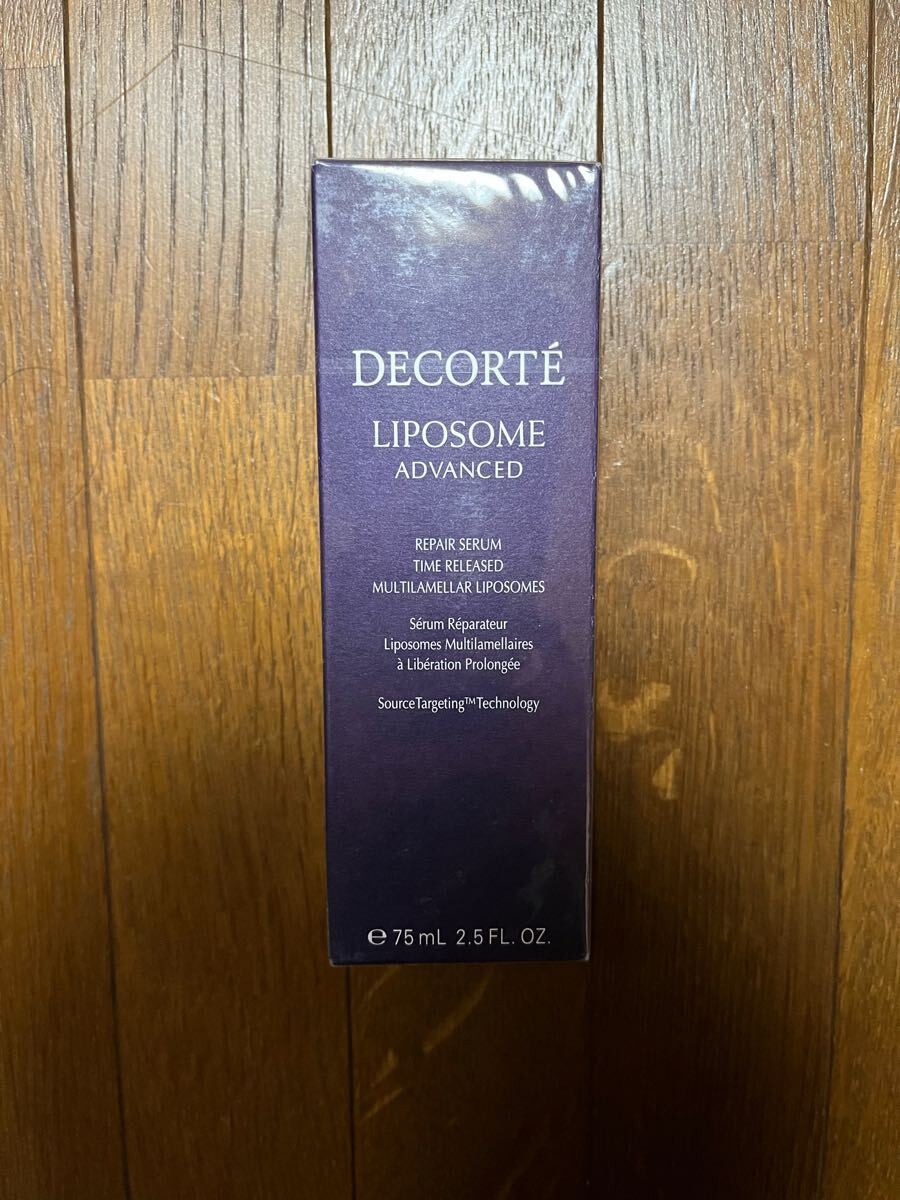 DECORTÉ
LIPOSOME
ADVANCED
REPAIR SERUM
TIME RELEASED
MULTILAMELLAR LIPOSOMES
Sérum Réparateur
Liposomes Multilamellaires
à Libération Prolongée
SourceTargeting™Technology
℮ 75 mL 2.5 FL. OZ.